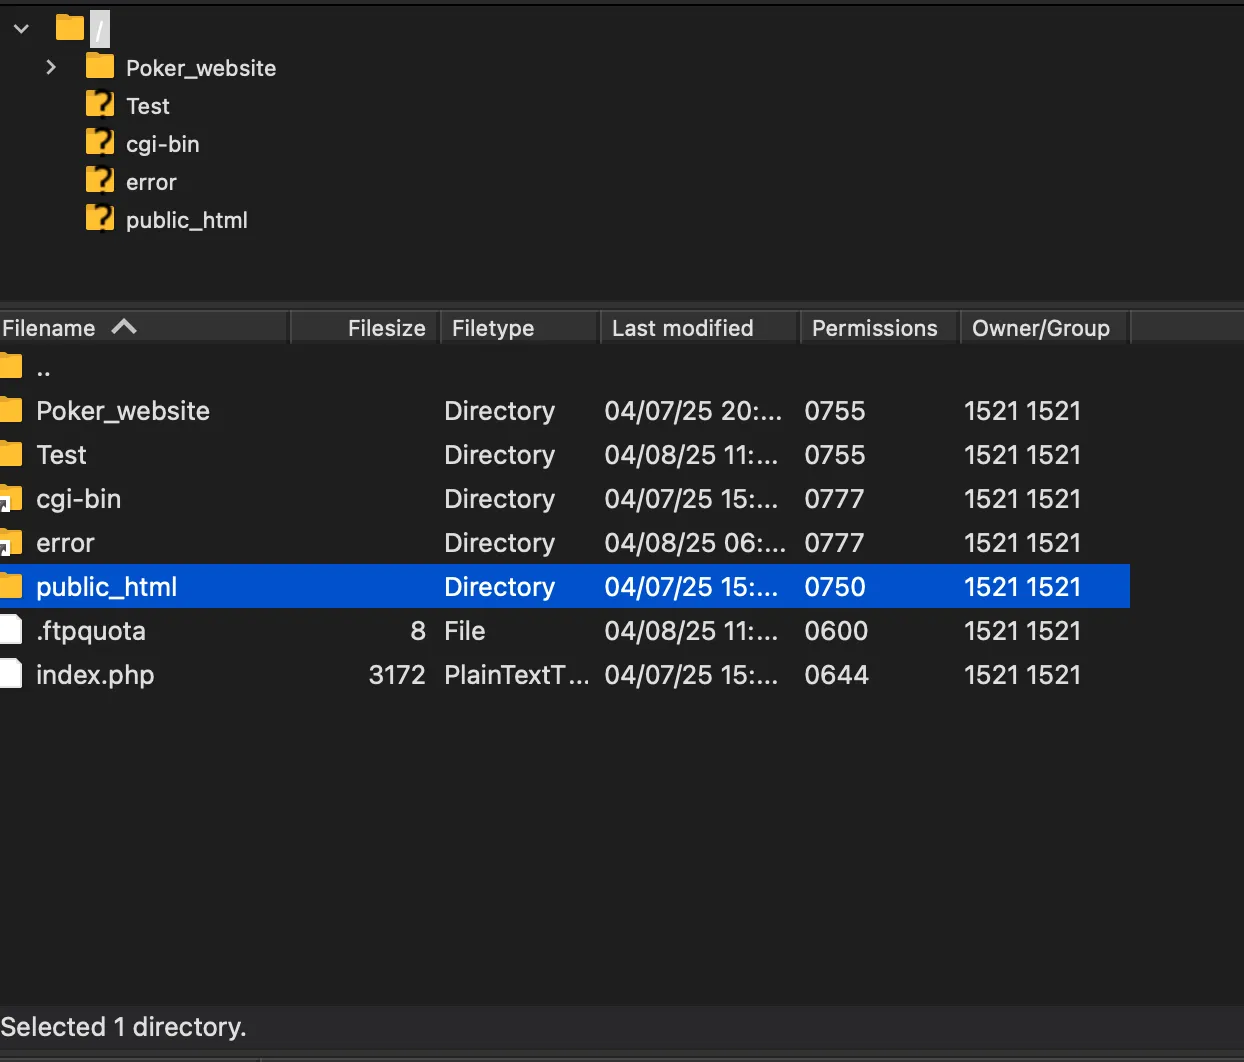 /
Poker_website
Test
cgi-bin
error
public_html
Filename Filesize Filetype Last modified Permissions Owner/Group
..
Poker_website Directory 04/07/25 20:... 0755 1521 1521
Test Directory 04/08/25 11:... 0755 1521 1521
cgi-bin Directory 04/07/25 15:... 0777 1521 1521
error Directory 04/08/25 06:... 0777 1521 1521
public_html Directory 04/07/25 15:... 0750 1521 1521
.ftpquota 8 File 04/08/25 11:... 0600 1521 1521
index.php 3172 PlainTextT... 04/07/25 15:... 0644 1521 1521
Selected 1 directory.